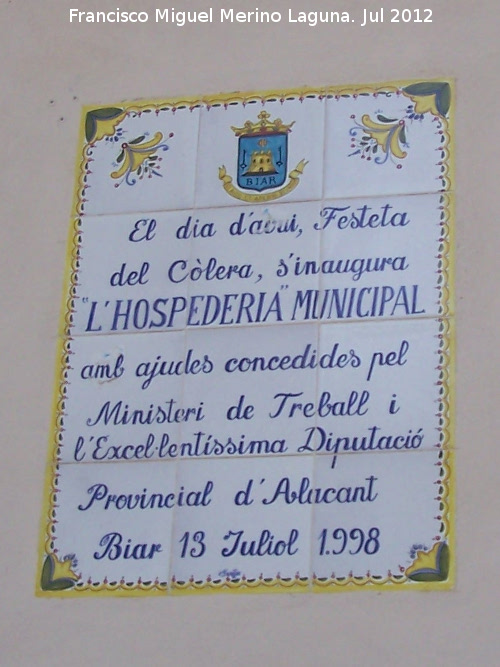 Francisco Miguel Merino Laguna. Jul 2012
BIAR
El dia d'avui, Festeta
del Còlera, s'inaugura
"L'HOSPEDERIA" MUNICIPAL
amb ajudes concedides pel
Ministeri de Treball i
l'Excel·lentíssima Diputació
Provincial d'Alacant
Biar 13 Juliol 1.998